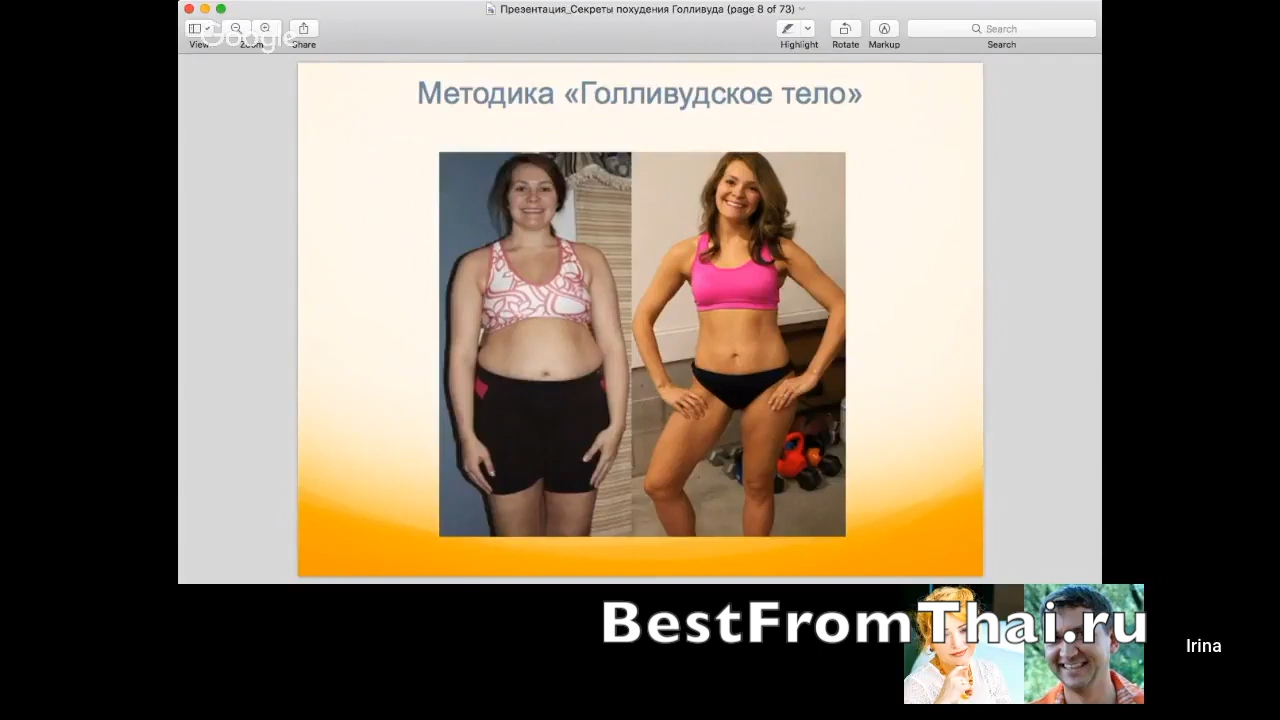 Презентация_Секреты похудения Голливуда (page 8 of 73)
View
Zoom
Share
Google
Highlight
Rotate
Markup
Search
Search
Методика «Голливудское тело»
BestFromThai.ru
Irina